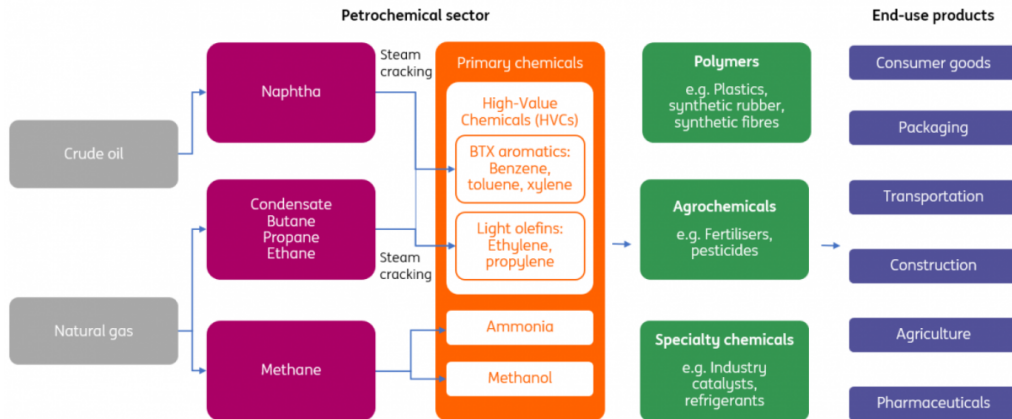 Petrochemical sector
End-use products
Crude oil
Natural gas
Naphtha
Condensate
Butane
Propane
Ethane
Methane
Steam
cracking
Steam
cracking
Primary chemicals
High-Value
Chemicals (HVCs)
BTX aromatics:
Benzene,
toluene, xylene
Light olefins:
Ethylene,
propylene
Ammonia
Methanol
Polymers
e.g. Plastics,
synthetic rubber,
synthetic fibres
Agrochemicals
e.g. Fertilisers,
pesticides
Specialty chemicals
e.g. Industry
catalysts,
refrigerants
Consumer goods
Packaging
Transportation
Construction
Agriculture
Pharmaceuticals